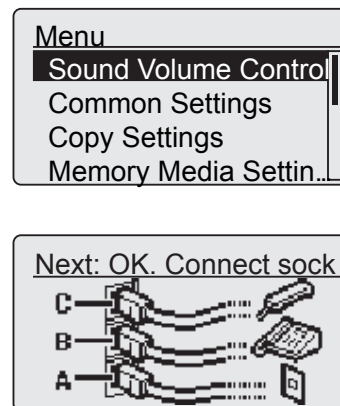 Menu
Sound Volume Control
Common Settings
Copy Settings
Memory Media Settin...
Next: OK. Connect sock
C
B
A